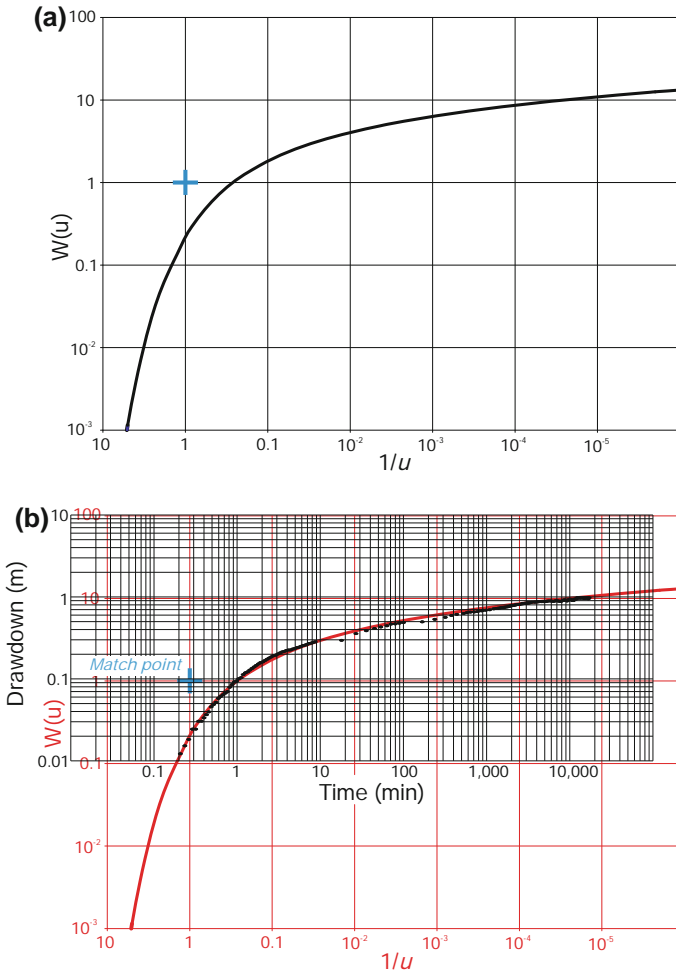 (a)
100
10
1
0.1
10-2
10-3
W(u)
10 1 0.1 10-2 10-3 10-4 10-5
1/u
(b)
10 100
1 10
Match point
0.1 1
0.01 0.1
10-2
10-3
Drawdown (m)
W(u)
0.1 1 10 100 1,000 10,000
Time (min)
10 1 0.1 10-2 10-3 10-4 10-5
1/u